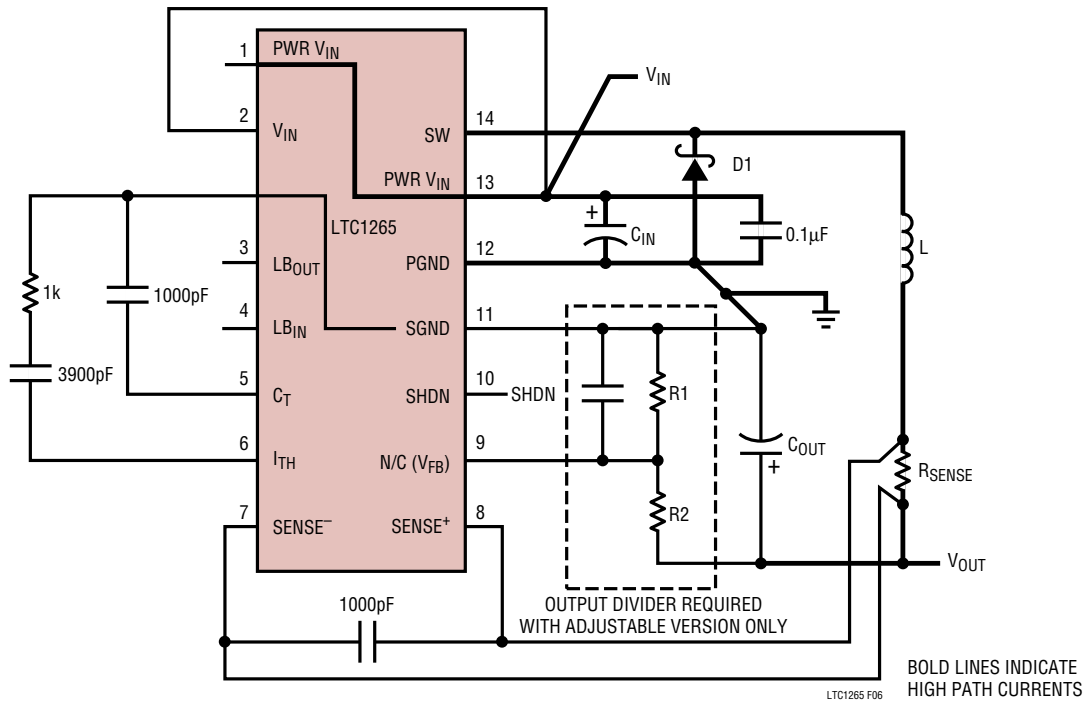 1
PWR VIN
2
VIN
LTC1265
3
LBOUT
4
LBIN
5
CT
6
ITH
7
SENSE–
14
SW
13
PWR VIN
12
PGND
11
SGND
10
SHDN
SHDN
9
N/C (VFB)
8
SENSE+
1k
1000pF
3900pF
1000pF
VIN
D1
+
CIN
0.1µF
L
R1
R2
COUT
+
RSENSE
VOUT
OUTPUT DIVIDER REQUIRED
WITH ADJUSTABLE VERSION ONLY
BOLD LINES INDICATE
HIGH PATH CURRENTS
LTC1265 F06